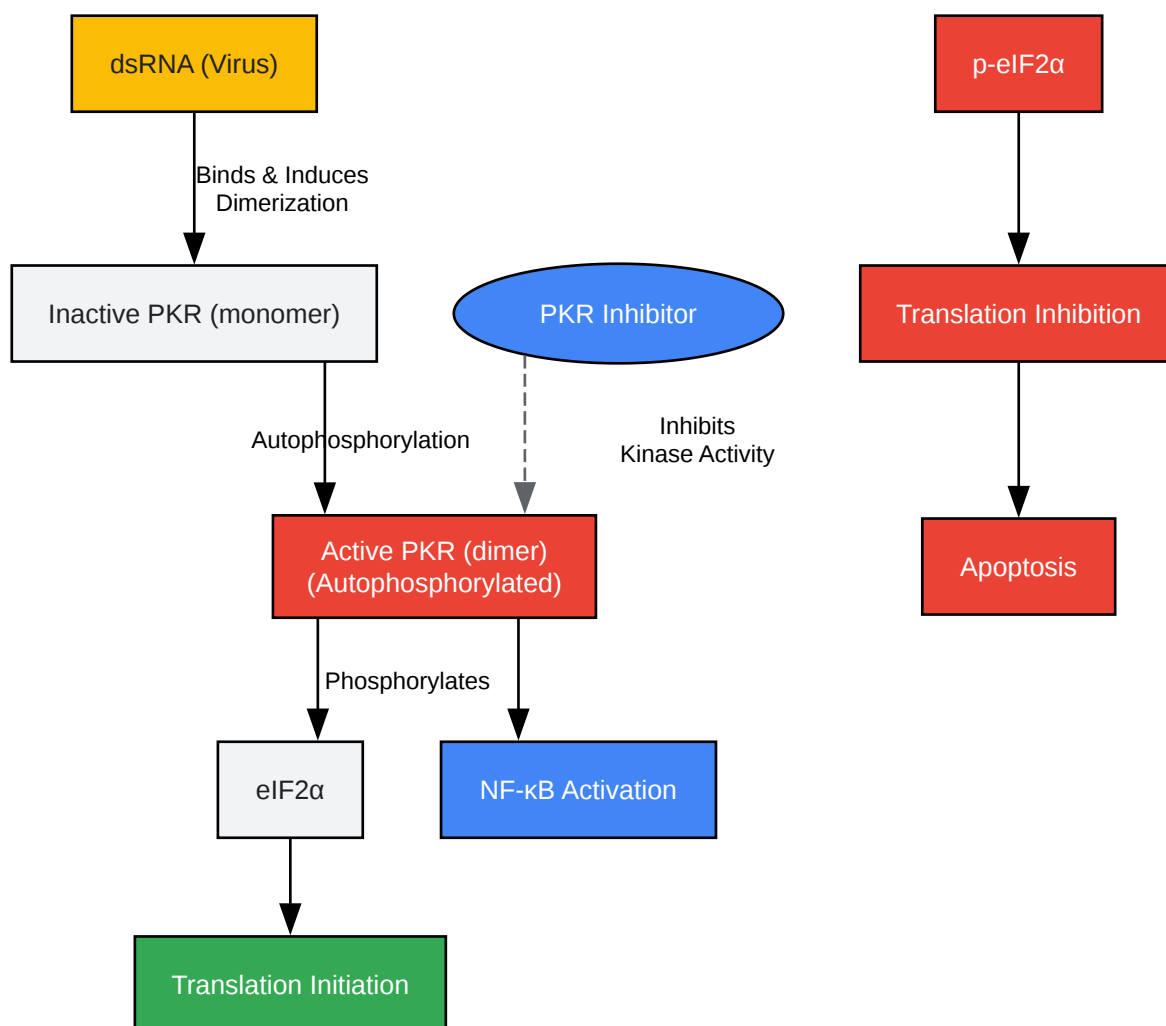 dsRNA (Virus)
p-eIF2α
Binds & Induces
Dimerization
Inactive PKR (monomer)
PKR Inhibitor
Translation Inhibition
Autophosphorylation
Inhibits
Kinase Activity
Active PKR (dimer)
(Autophosphorylated)
Apoptosis
Phosphorylates
eIF2α
NF-κB Activation
Translation Initiation